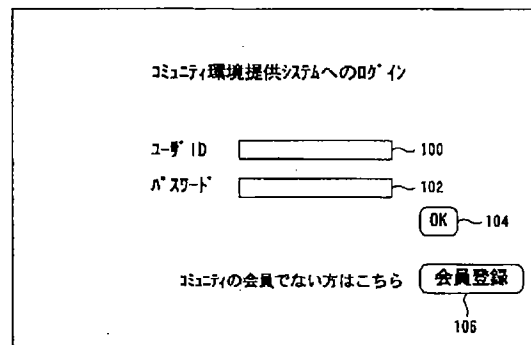 コミュニティ環境提供システムへのログイン
ユーザID 100
パスワード 102
OK 104
コミュニティの会員でない方はこちら 会員登録
106